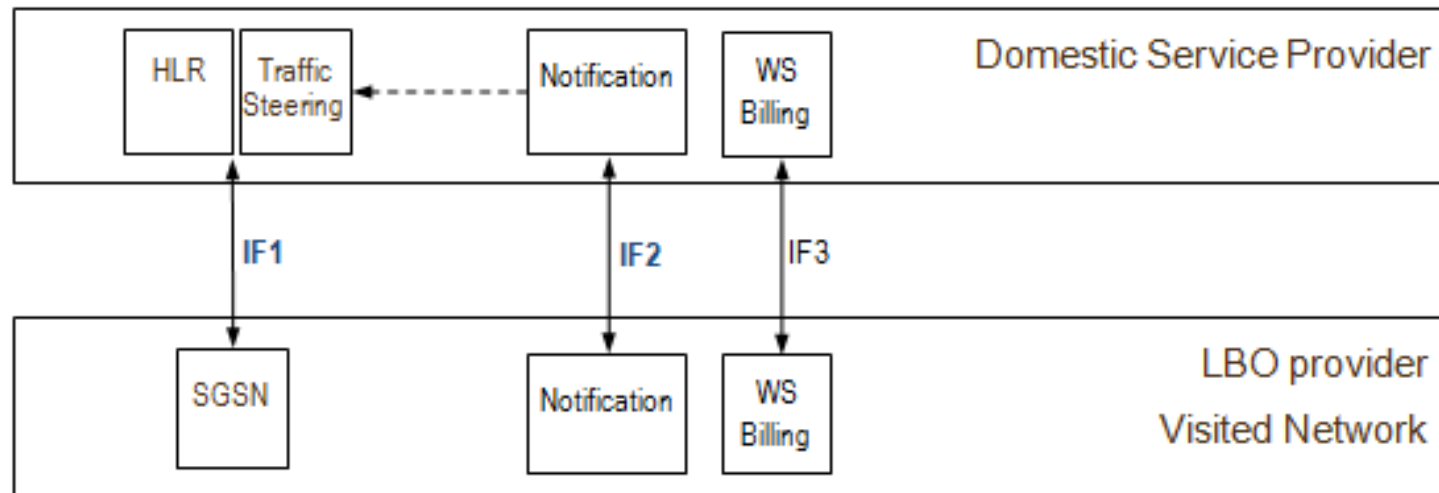 HLR
Traffic
Steering
Notification
WS
Billing
Domestic Service Provider
IF1
IF2
IF3
SGSN
Notification
WS
Billing
LBO provider
Visited Network